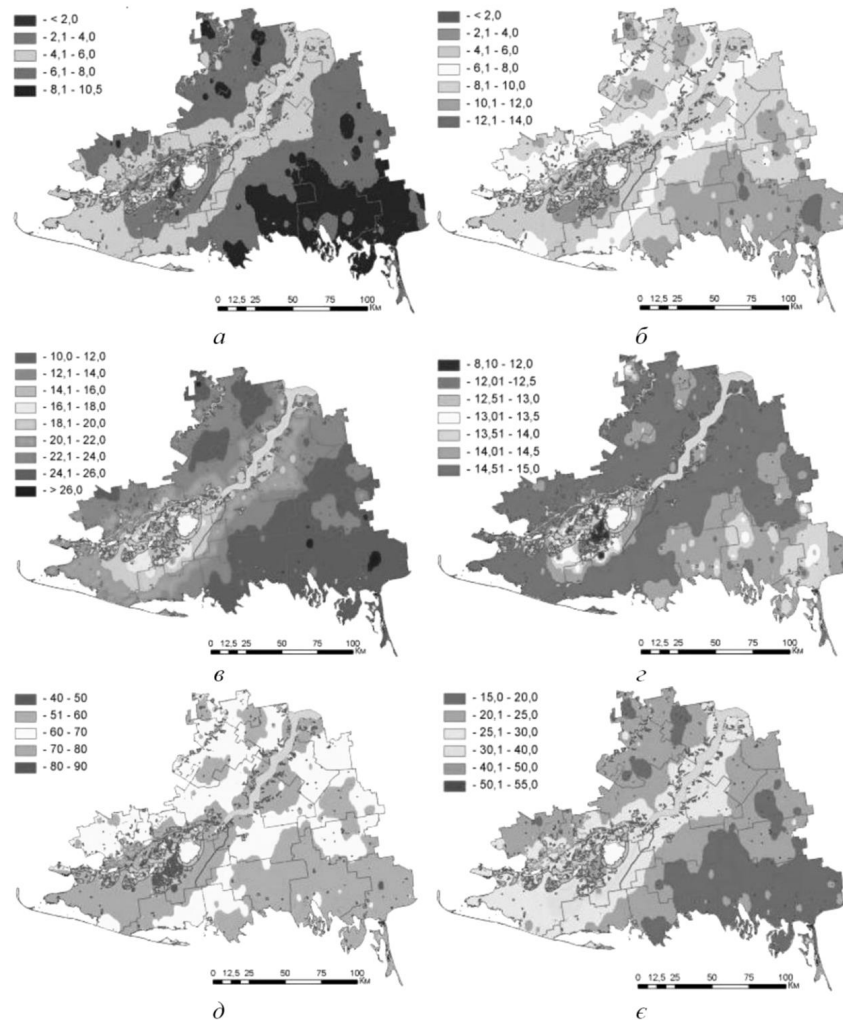 - < 2,0
- 2,1 - 4,0
- 4,1 - 6,0
- 6,1 - 8,0
- 8,1 - 10,5
0 12,5 25 50 75 100
Км
а
- < 2,0
- 2,1 - 4,0
- 4,1 - 6,0
- 6,1 - 8,0
- 8,1 - 10,0
- 10,1 - 12,0
- 12,1 - 14,0
0 12,5 25 50 75 100
Км
б
- 10,0 - 12,0
- 12,1 - 14,0
- 14,1 - 16,0
- 16,1 - 18,0
- 18,1 - 20,0
- 20,1 - 22,0
- 22,1 - 24,0
- 24,1 - 26,0
- > 26,0
0 12,5 25 50 75 100
Км
в
- 8,10 - 12,0
- 12,01 -12,5
- 12.51 - 13,0
- 13,01 - 13,5
- 13,51 - 14,0
- 14,01 - 14,5
- 14,51 - 15,0
0 12,5 25 50 75 100
Км
г
- 40 - 50
- 51 - 60
- 60 - 70
- 70 - 80
- 80 - 90
0 12,5 25 50 75 100
Км
д
- 15,0 - 20,0
- 20,1 - 25,0
- 25,1 - 30,0
- 30,1 - 40,0
- 40,1 - 50,0
- 50,1 - 55,0
0 12,5 25 50 75 100
Км
є